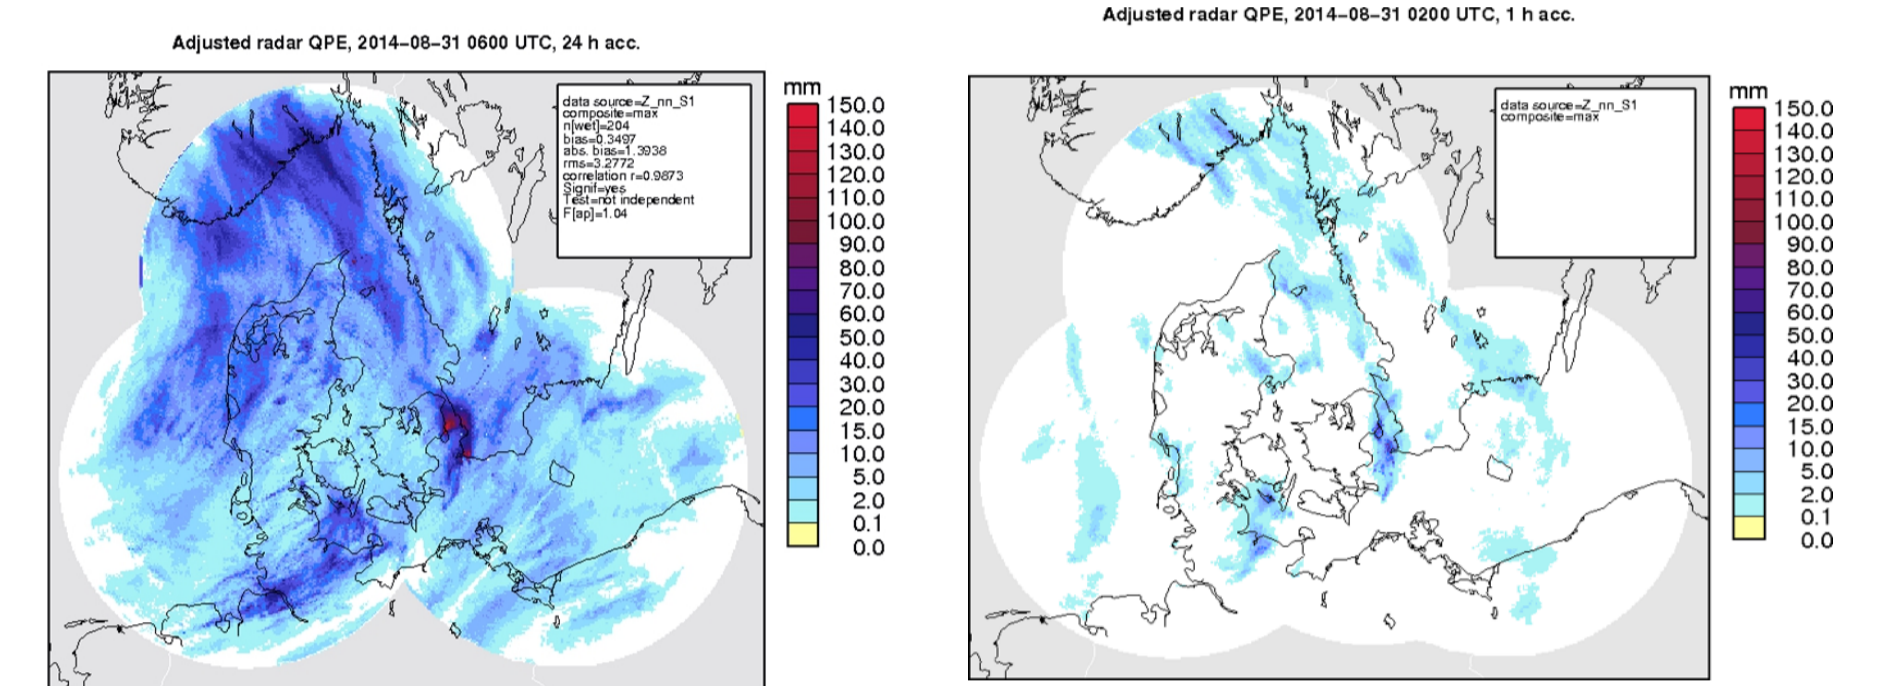 Adjusted radar QPE, 2014−08−31 0600 UTC, 24 h acc.
data source=Z_nn_S1
composite=max
n[wet]=204
bias=0.3497
abs. bias=1.3938
rms=3.2772
correlation r=0.9873
Signif=yes
Test=not independent
F[ap]=1.04
mm
150.0
140.0
130.0
120.0
110.0
100.0
90.0
80.0
70.0
60.0
50.0
40.0
30.0
20.0
15.0
10.0
5.0
2.0
0.1
0.0
Adjusted radar QPE, 2014−08−31 0200 UTC, 1 h acc.
data source=Z_nn_S1
composite=max
mm
150.0
140.0
130.0
120.0
110.0
100.0
90.0
80.0
70.0
60.0
50.0
40.0
30.0
20.0
15.0
10.0
5.0
2.0
0.1
0.0